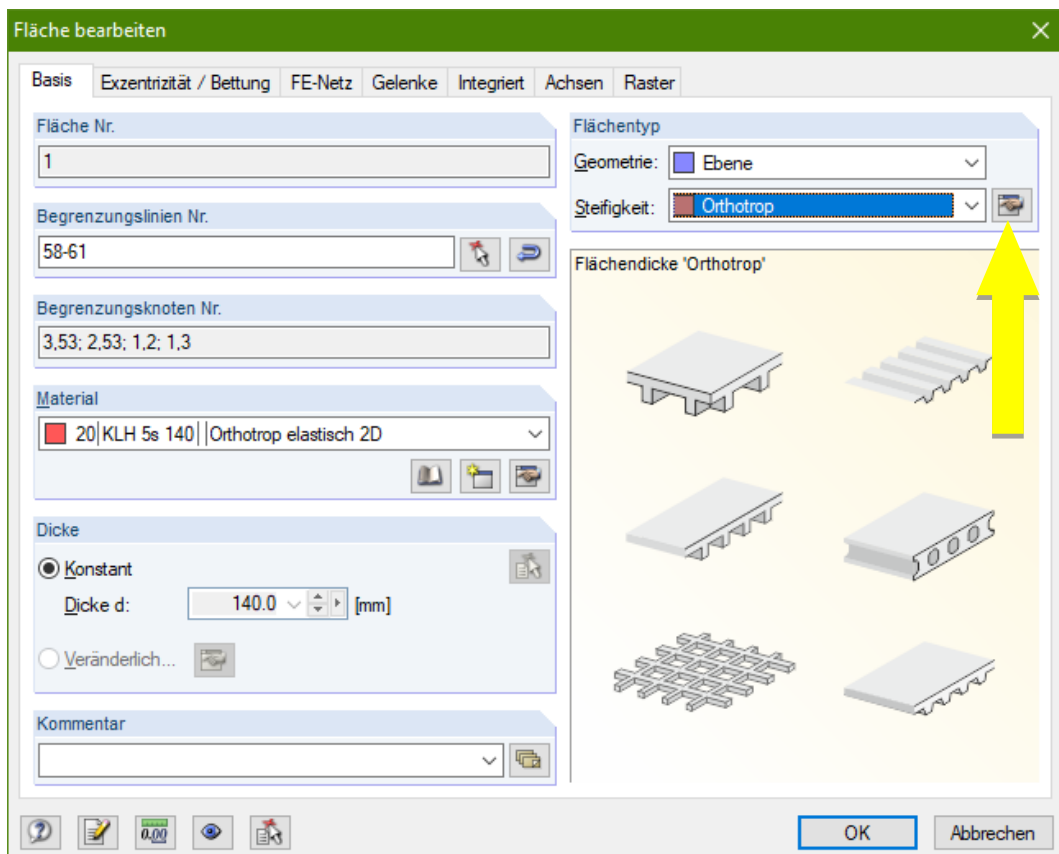 Fläche bearbeiten
Basis
Exzentrizität / Bettung
FE-Netz
Gelenke
Integriert
Achsen
Raster
Fläche Nr.
1
Begrenzungslinien Nr.
58-61
Begrenzungsknoten Nr.
3,53; 2,53; 1,2; 1,3
Material
20 | KLH 5s 140 | | Orthotrop elastisch 2D
Dicke
Konstant
Dicke d: 140.0 [mm]
Veränderlich...
Kommentar
Flächentyp
Geometrie: Ebene
Steifigkeit: Orthotrop
Flächendicke 'Orthotrop'
0,00
OK
Abbrechen